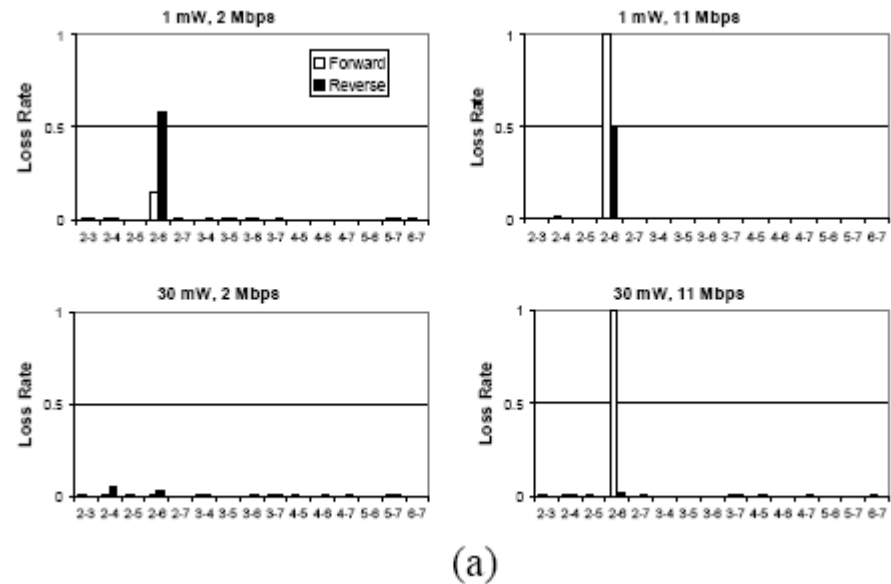 1 mW, 2 Mbps
1
0.5
0
Loss Rate
Forward
Reverse
2-3 2-4 2-5 2-6 2-7 3-4 3-5 3-6 3-7 4-5 4-6 4-7 5-6 5-7 6-7
1 mW, 11 Mbps
1
0.5
0
Loss Rate
2-3 2-4 2-5 2-6 2-7 3-4 3-5 3-6 3-7 4-5 4-6 4-7 5-6 5-7 6-7
30 mW, 2 Mbps
1
0.5
0
Loss Rate
2-3 2-4 2-5 2-6 2-7 3-4 3-5 3-6 3-7 4-5 4-6 4-7 5-6 5-7 6-7
30 mW, 11 Mbps
1
0.5
0
Loss Rate
2-3 2-4 2-5 2-6 2-7 3-4 3-5 3-6 3-7 4-5 4-6 4-7 5-6 5-7 6-7
(a)